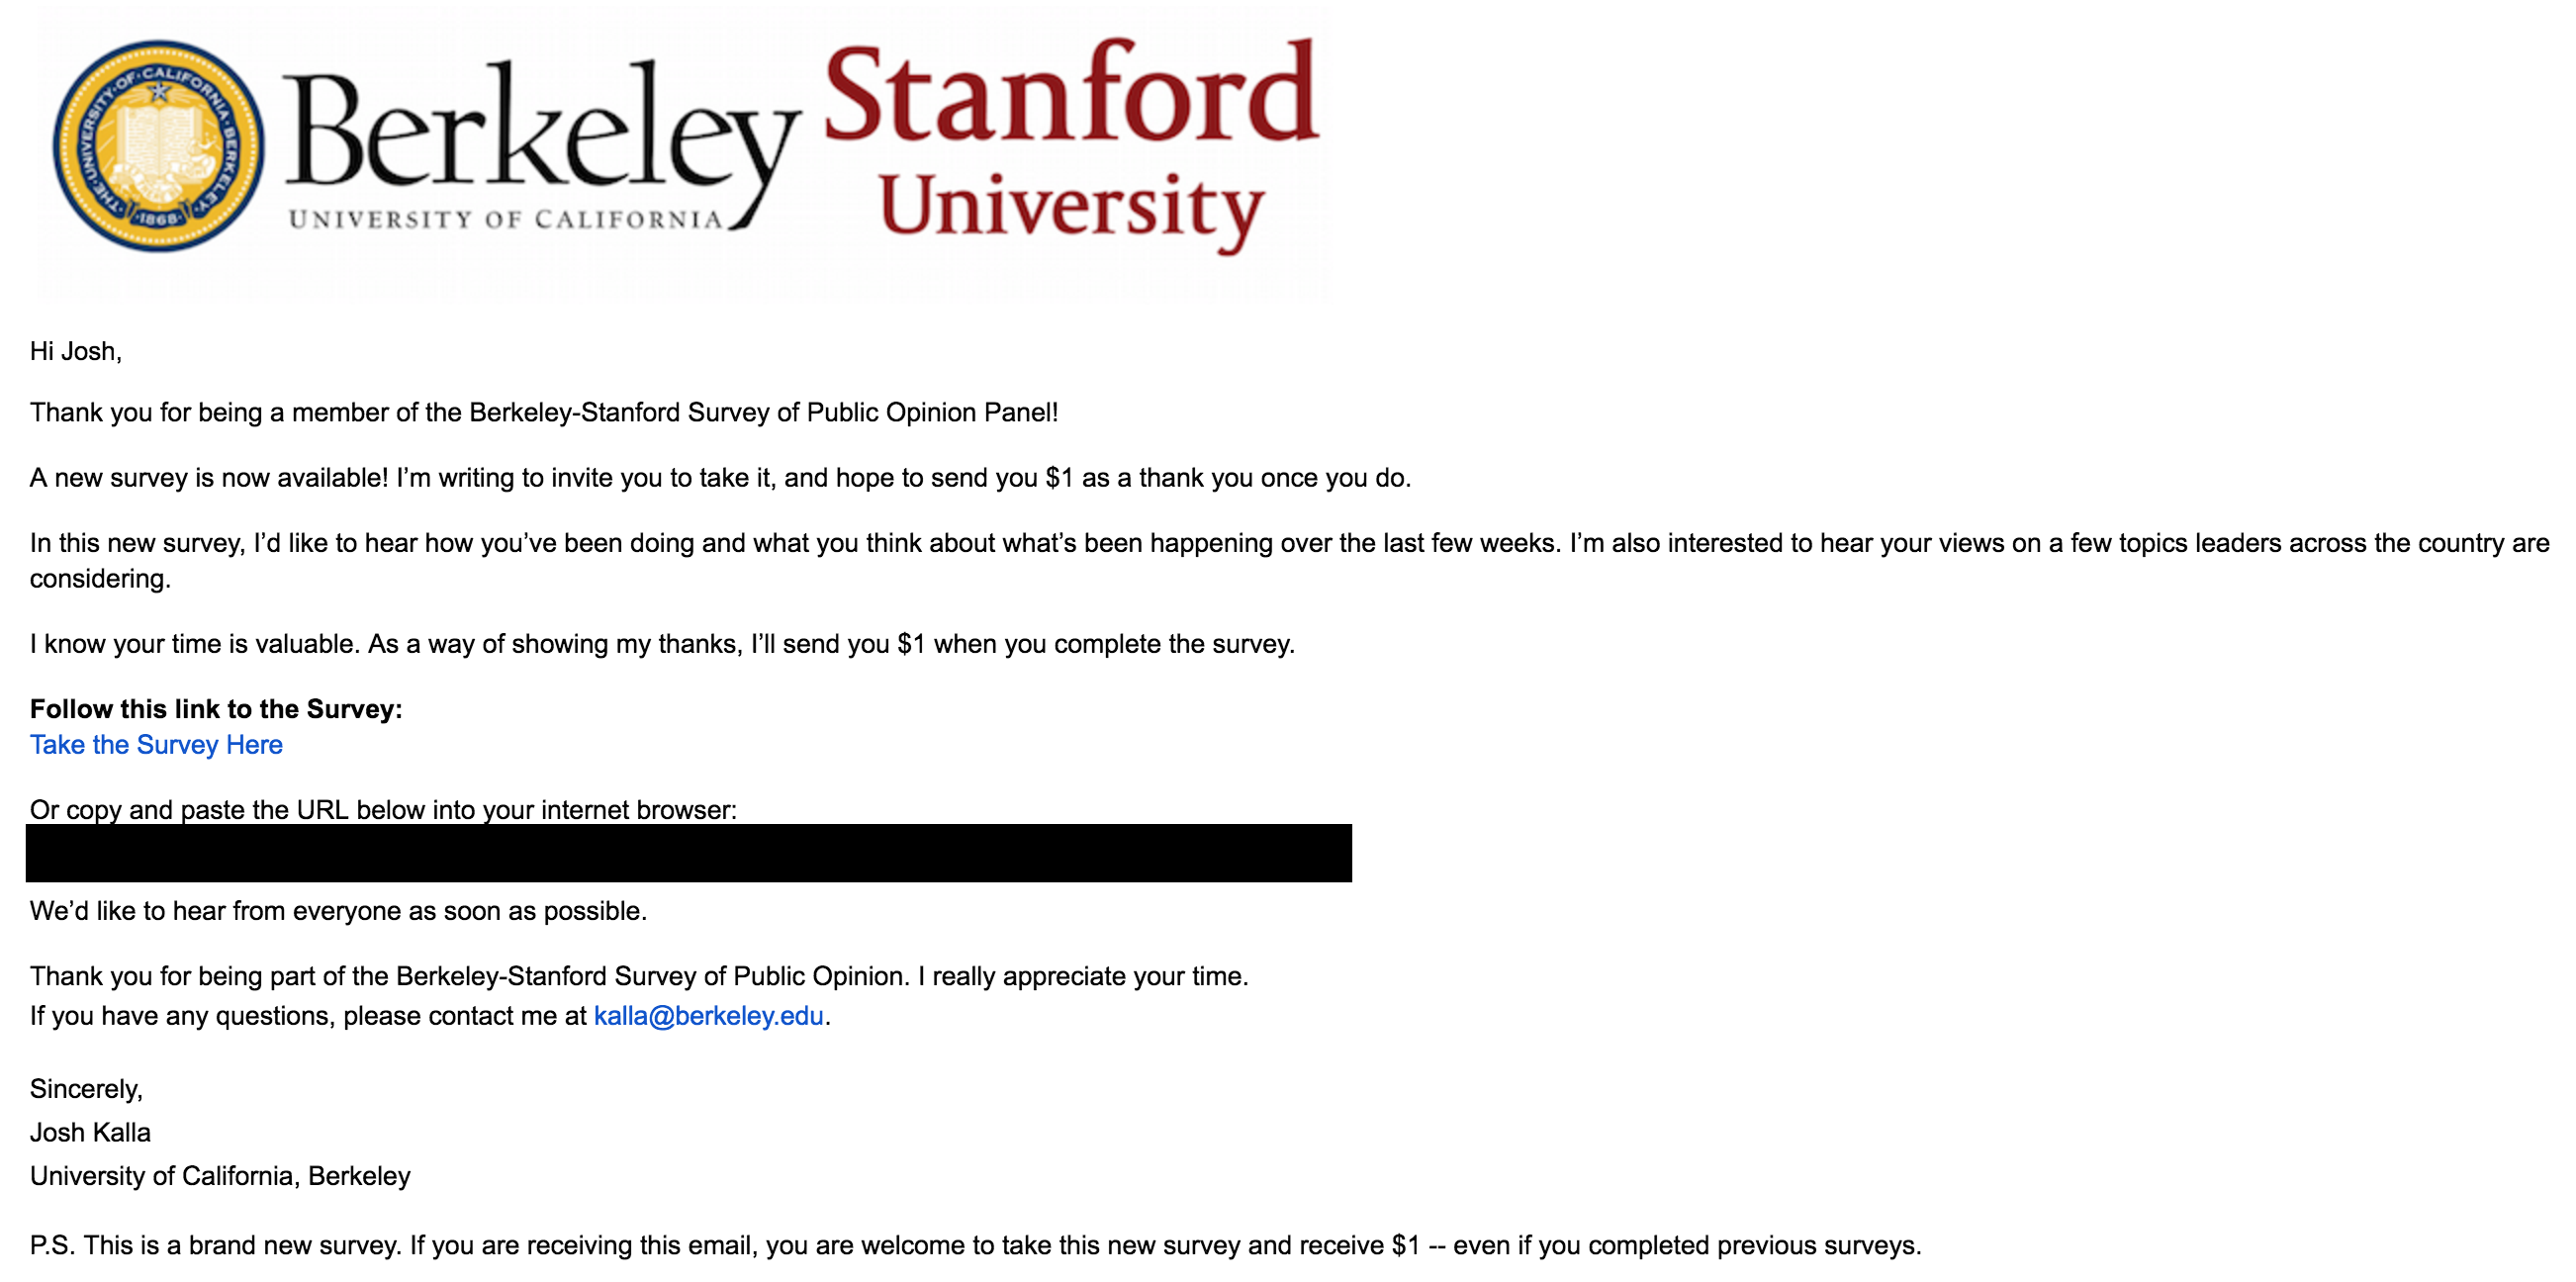 THE·UNIVERSITY·OF·CALIFORNIA·BERKELEY·
·1868·
Berkeley
UNIVERSITY OF CALIFORNIA
Stanford
University
Hi Josh,
Thank you for being a member of the Berkeley-Stanford Survey of Public Opinion Panel!
A new survey is now available! I’m writing to invite you to take it, and hope to send you $1 as a thank you once you do.
In this new survey, I’d like to hear how you’ve been doing and what you think about what’s been happening over the last few weeks. I’m also interested to hear your views on a few topics leaders across the country are
considering.
I know your time is valuable. As a way of showing my thanks, I’ll send you $1 when you complete the survey.
Follow this link to the Survey:
Take the Survey Here
Or copy and paste the URL below into your internet browser:
We’d like to hear from everyone as soon as possible.
Thank you for being part of the Berkeley-Stanford Survey of Public Opinion. I really appreciate your time.
If you have any questions, please contact me at kalla@berkeley.edu.
Sincerely,
Josh Kalla
University of California, Berkeley
P.S. This is a brand new survey. If you are receiving this email, you are welcome to take this new survey and receive $1 -- even if you completed previous surveys.